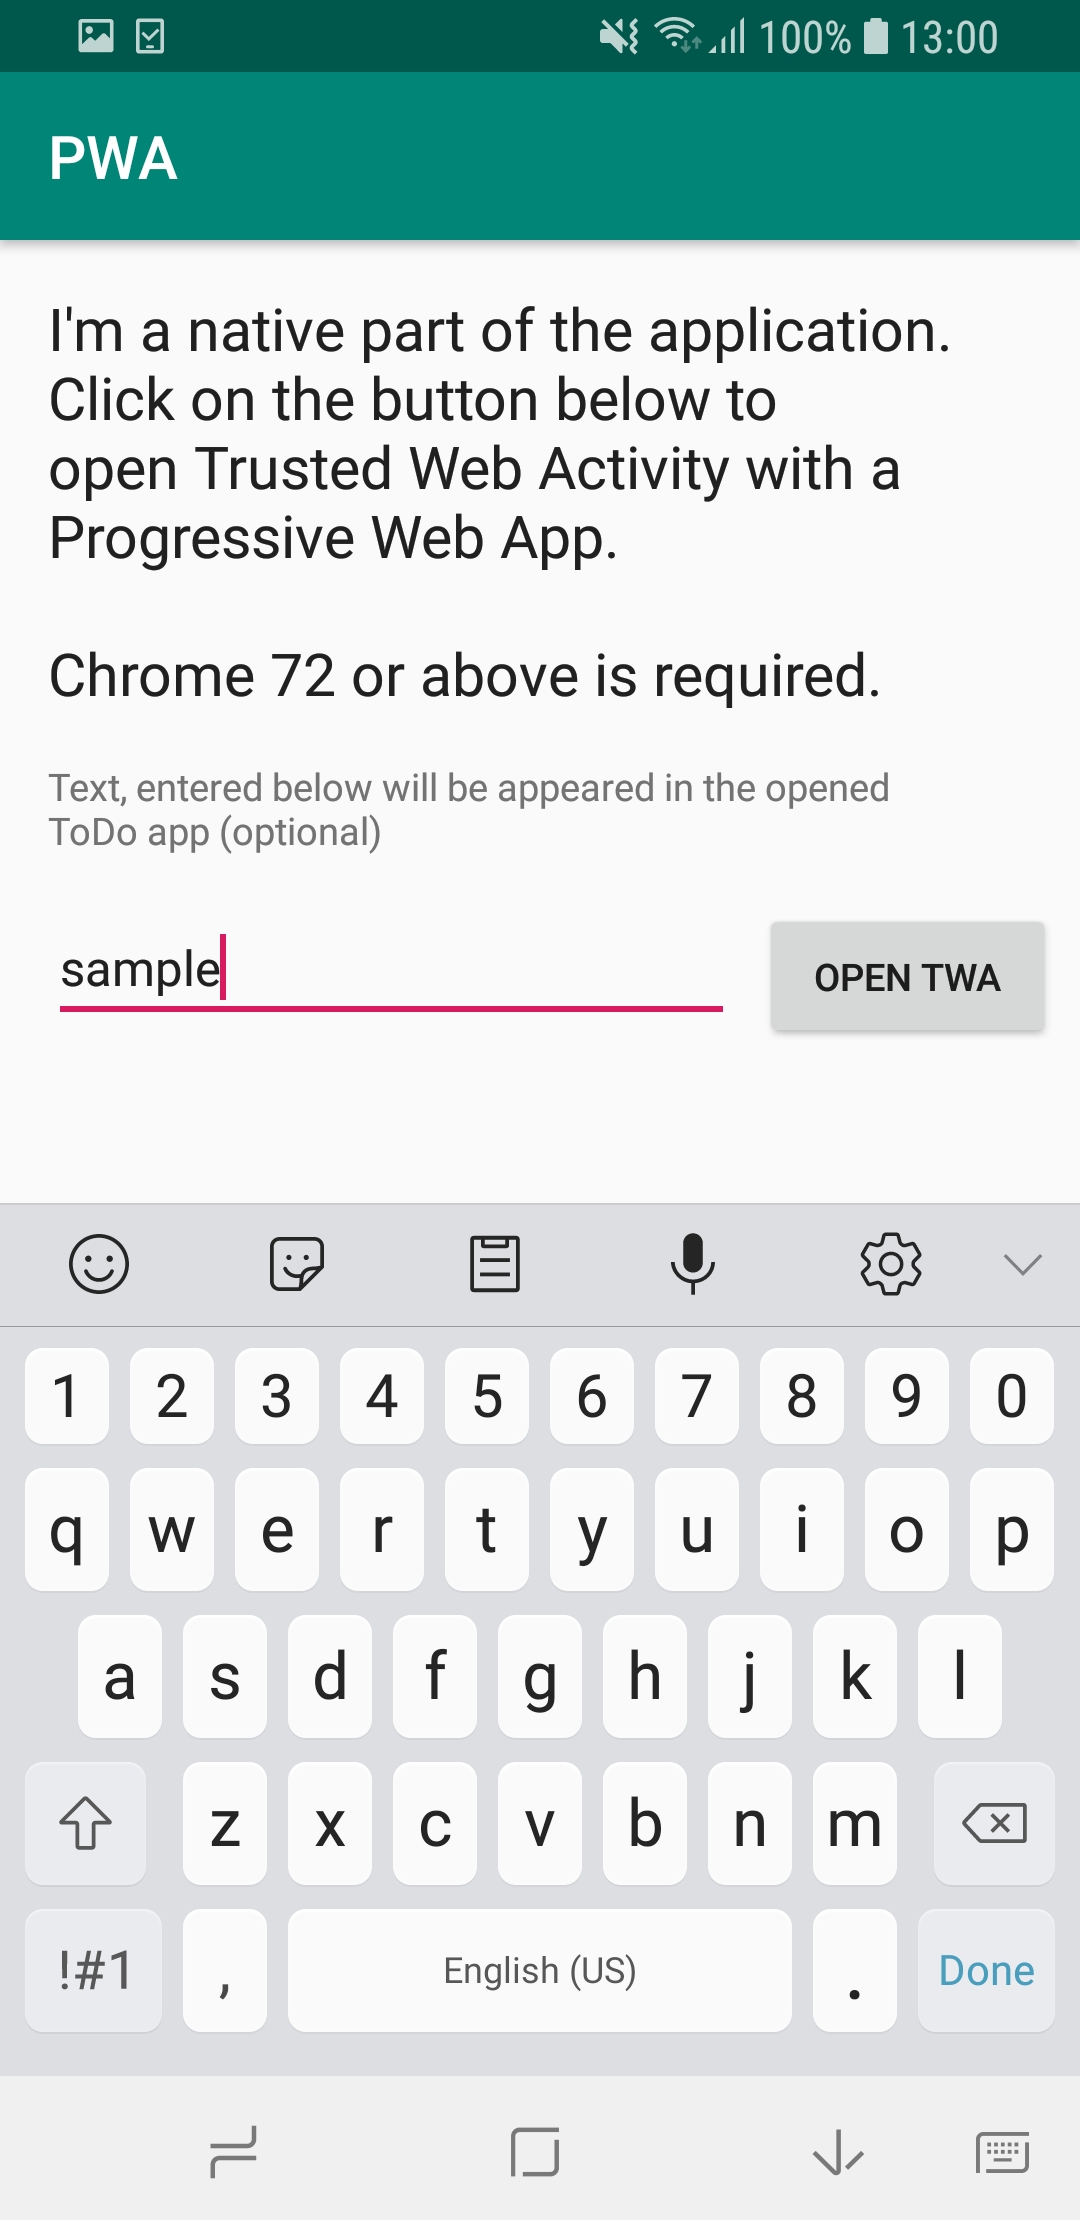 100% 13:00
PWA
I'm a native part of the application.
Click on the button below to
open Trusted Web Activity with a
Progressive Web App.
Chrome 72 or above is required.
Text, entered below will be appeared in the opened
ToDo app (optional)
sample OPEN TWA
1 2 3 4 5 6 7 8 9 0
q w e r t y u i o p
a s d f g h j k l
z x c v b n m
!#1 , English (US) . Done